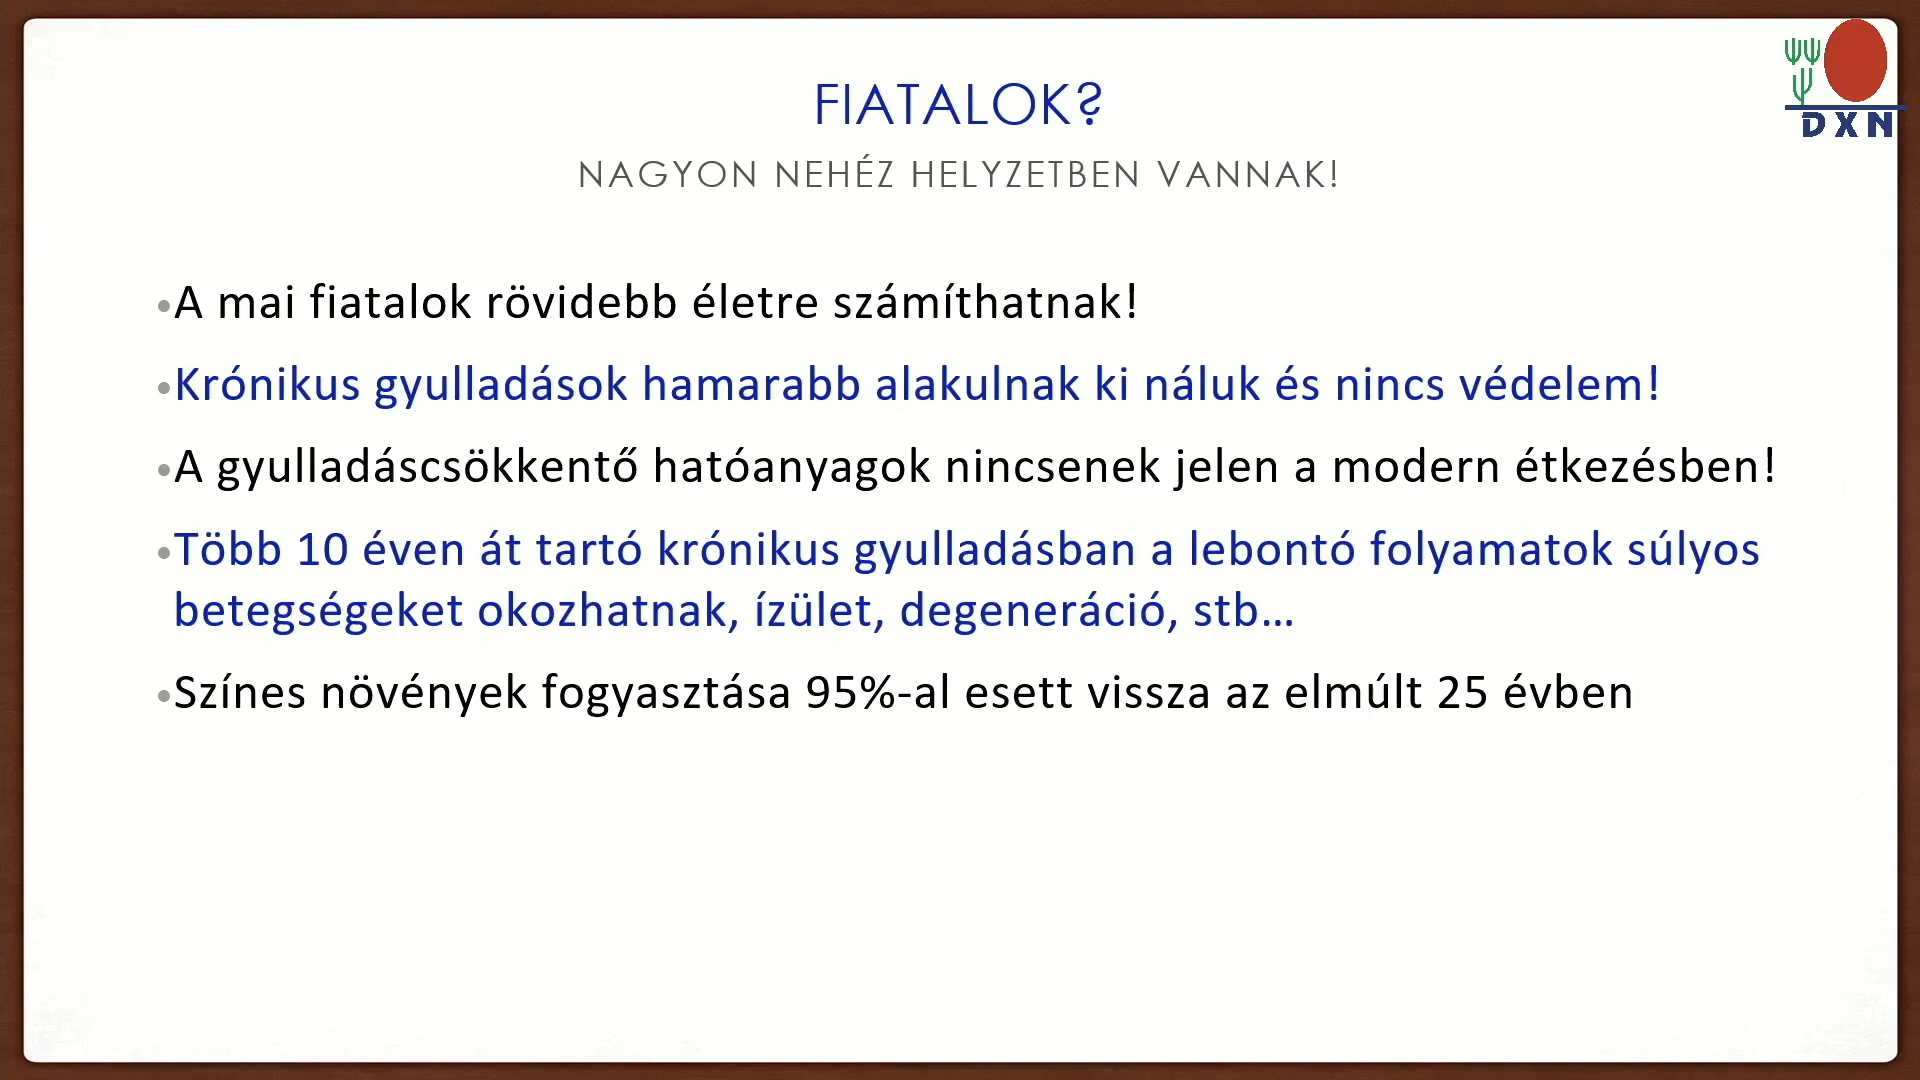 FIATALOK?
NAGYON NEHÉZ HELYZETBEN VANNAK!
DXN
•A mai fiatalok rövidebb életre számíthatnak!
•Krónikus gyulladások hamarabb alakulnak ki náluk és nincs védelem!
•A gyulladáscsökkentő hatóanyagok nincsenek jelen a modern étkezésben!
•Több 10 éven át tartó krónikus gyulladásban a lebontó folyamatok súlyos
betegségeket okozhatnak, ízület, degeneráció, stb…
•Színes növények fogyasztása 95%-al esett vissza az elmúlt 25 évben